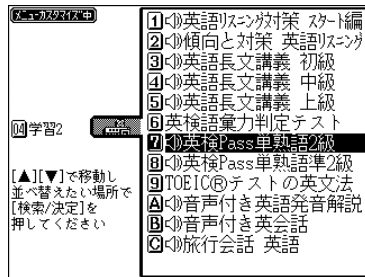 ﾒﾆｭｰｶｽﾀﾏｲｽﾞ中
04 学習2
[▲][▼]で移動し
並べ替えたい場所で
[検索/決定]を
押してください
1 英語ﾘｽﾆﾝｸﾞ対策 ｽﾀｰﾄ編
2 傾向と対策 英語ﾘｽﾆﾝｸﾞ
3 英語長文講義 初級
4 英語長文講義 中級
5 英語長文講義 上級
6 英検語彙力判定テスト
7 英検Pass単熟語2級
8 英検Pass単熟語準2級
9 TOEIC®テストの英文法
A 音声付き英語発音解説
B 音声付き英会話
C 旅行会話 英語